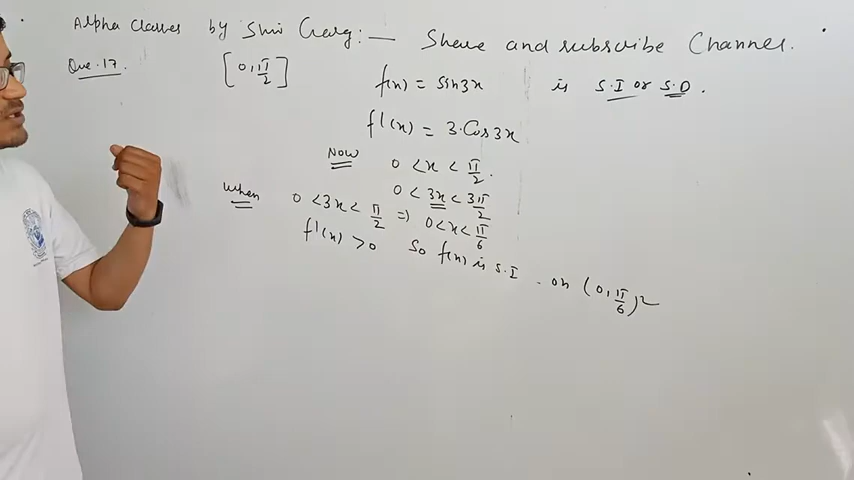 Alpha Classes by Shiv Garg:— Share and subscribe Channel.
Que.17. [0, π/2] f(x) = sin3x is S.I or S.D.
f'(x) = 3.Cos3x
Now 0 < x < π/2.
0 < 3x < 3π/2
When 0 < 3x < π/2 => 0 < x < π/6
f'(x) > 0 So f(x) is S.I. on (0, π/6)